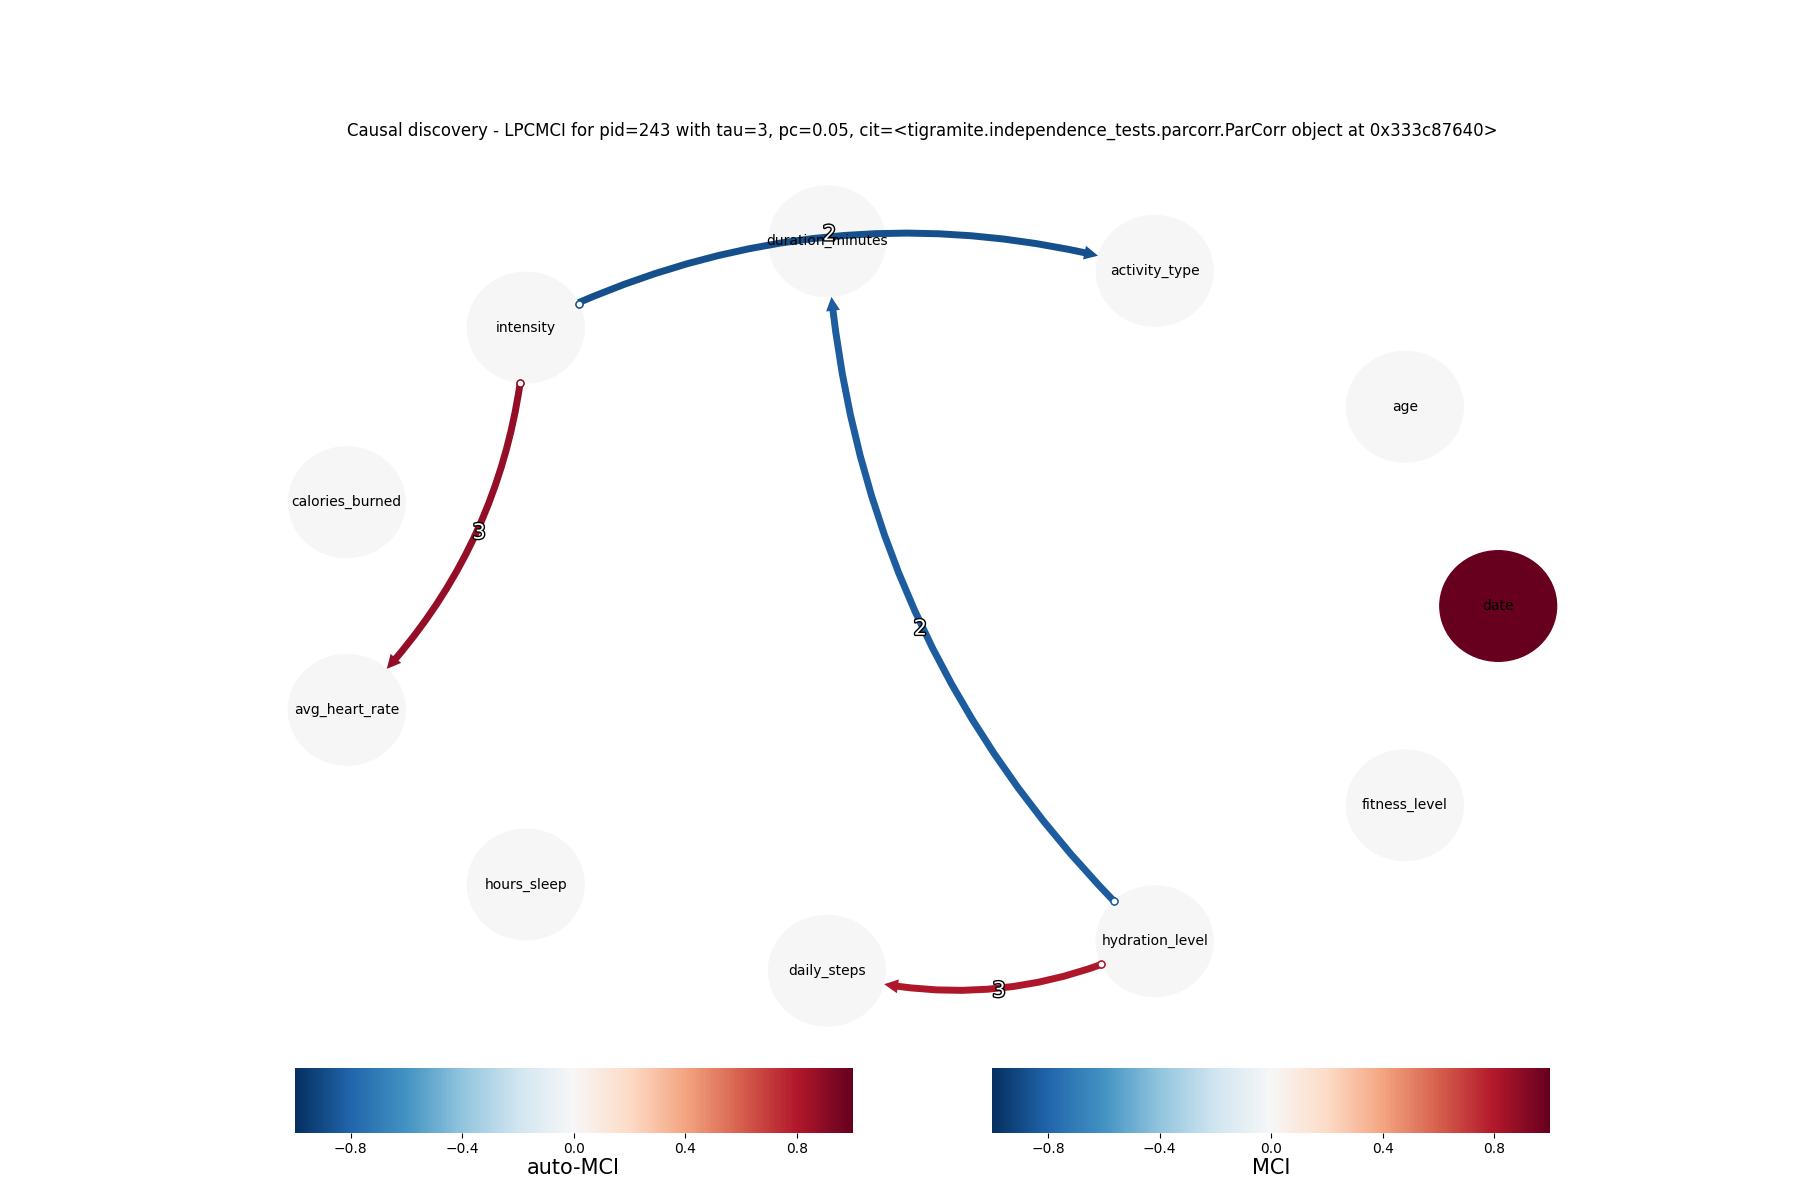 Causal discovery - LPCMCI for pid=243 with tau=3, pc=0.05, cit=<tigramite.independence_tests.parcorr.ParCorr object at 0x333c87640>
2
duration_minutes
activity_type
intensity
age
calories_burned
3
date
2
avg_heart_rate
fitness_level
hours_sleep
hydration_level
daily_steps
3
−0.8 −0.4 0.0 0.4 0.8
auto-MCI
−0.8 −0.4 0.0 0.4 0.8
MCI